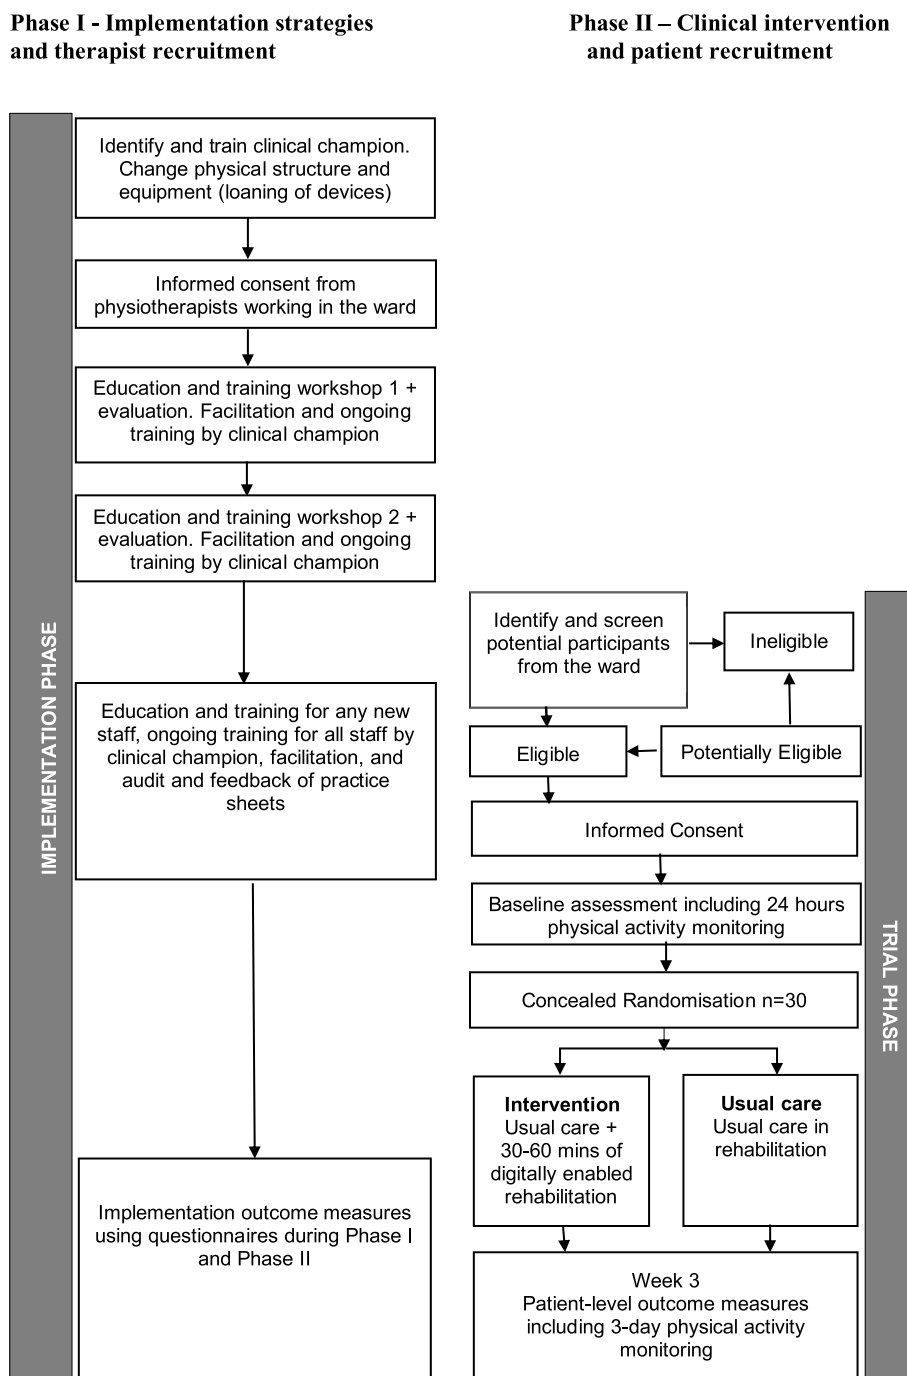 Phase I - Implementation strategies
and therapist recruitment
Phase II – Clinical intervention
and patient recruitment
IMPLEMENTATION PHASE
Identify and train clinical champion.
Change physical structure and
equipment (loaning of devices)
Informed consent from
physiotherapists working in the ward
Education and training workshop 1 +
evaluation. Facilitation and ongoing
training by clinical champion
Education and training workshop 2 +
evaluation. Facilitation and ongoing
training by clinical champion
Education and training for any new
staff, ongoing training for all staff by
clinical champion, facilitation, and
audit and feedback of practice
sheets
Implementation outcome measures
using questionnaires during Phase I
and Phase II
Identify and screen
potential participants
from the ward
Ineligible
Eligible
Potentially Eligible
Informed Consent
Baseline assessment including 24 hours
physical activity monitoring
Concealed Randomisation n=30
Intervention
Usual care +
30-60 mins of
digitally enabled
rehabilitation
Usual care
Usual care in
rehabilitation
Week 3
Patient-level outcome measures
including 3-day physical activity
monitoring
TRIAL PHASE